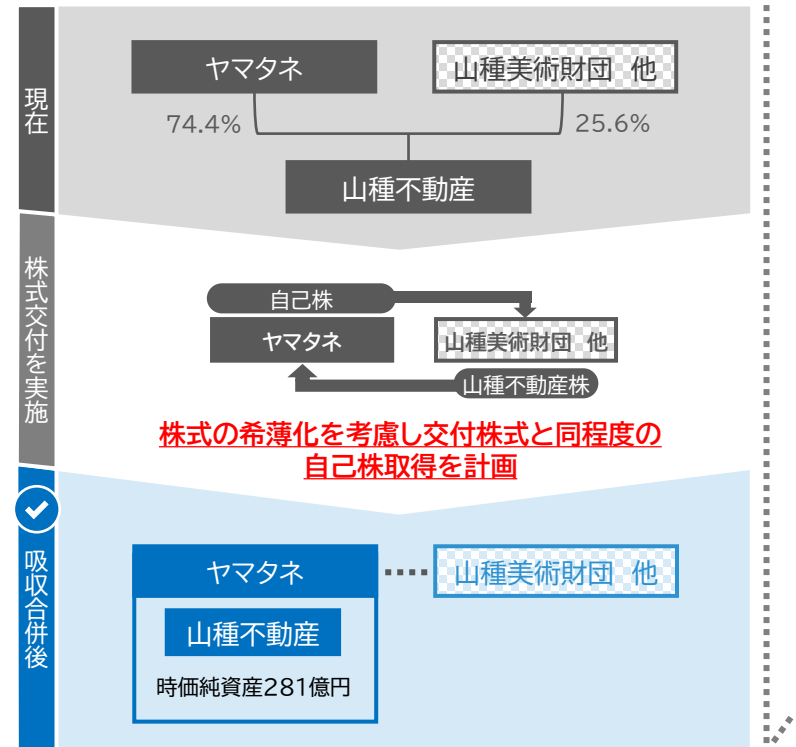 現在
ヤマタネ
山種美術財団 他
74.4%
25.6%
山種不動産
株式交付を実施
自己株
ヤマタネ
山種美術財団 他
山種不動産株
株式の希薄化を考慮し交付株式と同程度の
自己株取得を計画
吸収合併後
ヤマタネ
山種美術財団 他
山種不動産
時価純資産281億円